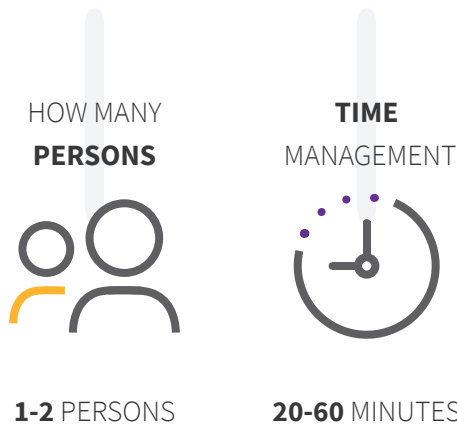 HOW MANY
PERSONS
1-2 PERSONS
TIME
MANAGEMENT
20-60 MINUTES